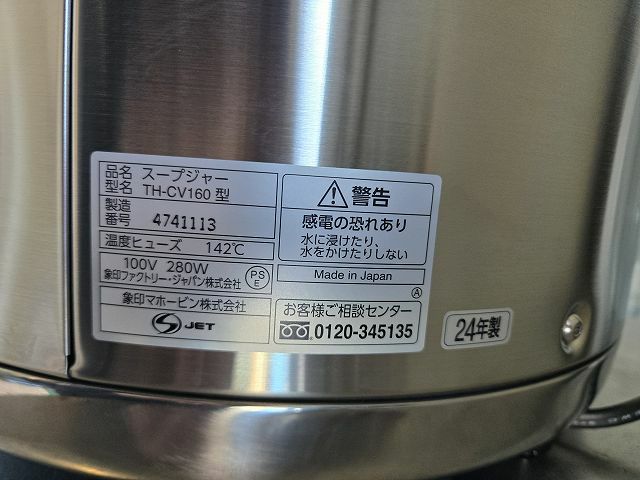 品名 スープジャー
型名 TH-CV160 型
製造番号 4741113
温度ヒューズ 142℃
100V 280W
象印ファクトリー・ジャパン株式会社
PSE
象印マホービン株式会社
S JET
警告
感電の恐れあり
水に浸けたり、
水をかけたりしない
Made in Japan
A
お客様ご相談センター
0120-345135
24年製